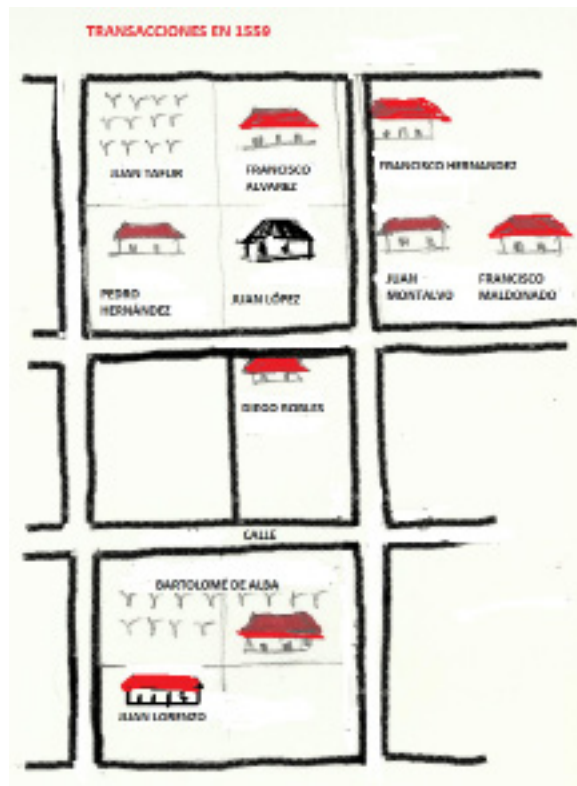 TRANSACCIONES EN 1559
JUAN TAFUR
FRANCISCO
ALVAREZ
FRANCISCO HERNANDEZ
PEDRO
HERNÁNDEZ
JUAN LÓPEZ
JUAN
MONTALVO
FRANCISCO
MALDONADO
DIEGO ROBLES
CALLE
BARTOLOME DE ALBA
JUAN LORENZO